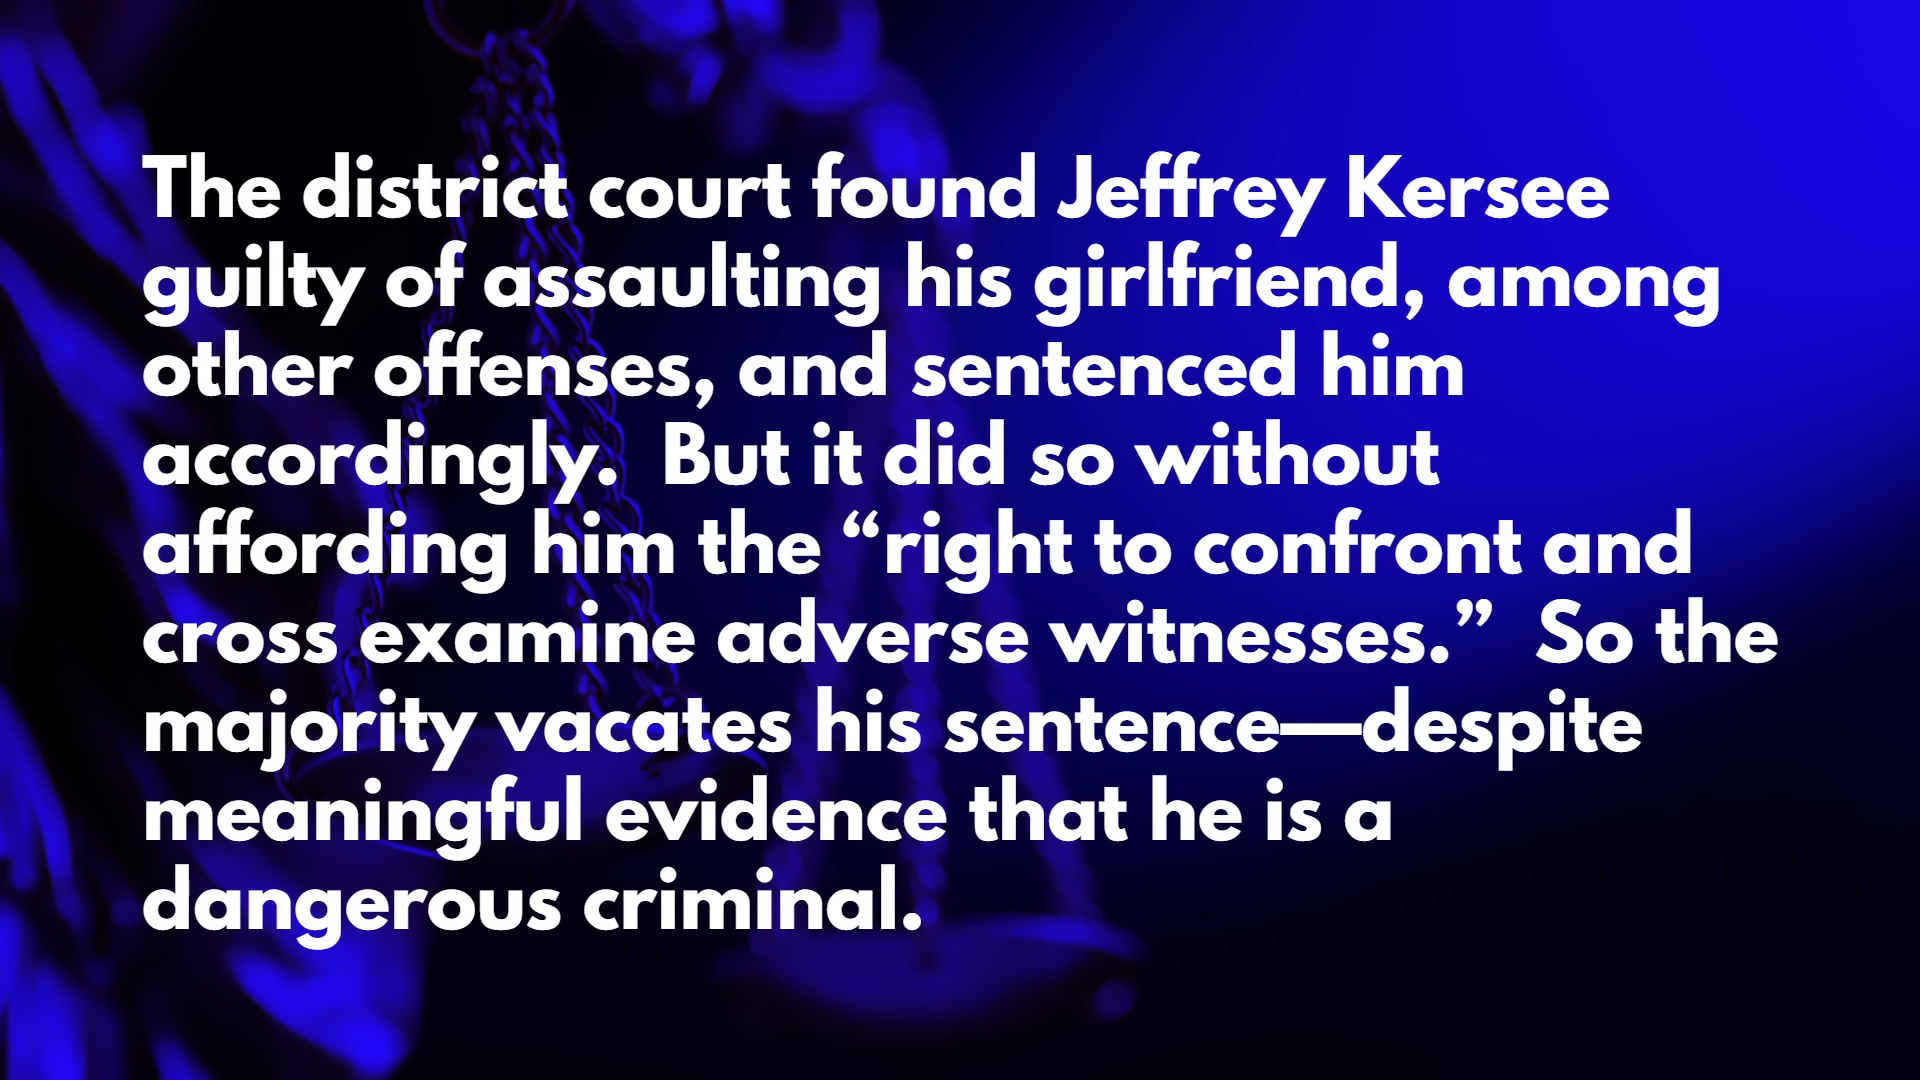 The district court found Jeffrey Kersee
guilty of assaulting his girlfriend, among
other offenses, and sentenced him
accordingly.  But it did so without
affording him the “right to confront and
cross examine adverse witnesses.”  So the
majority vacates his sentence—despite
meaningful evidence that he is a
dangerous criminal.